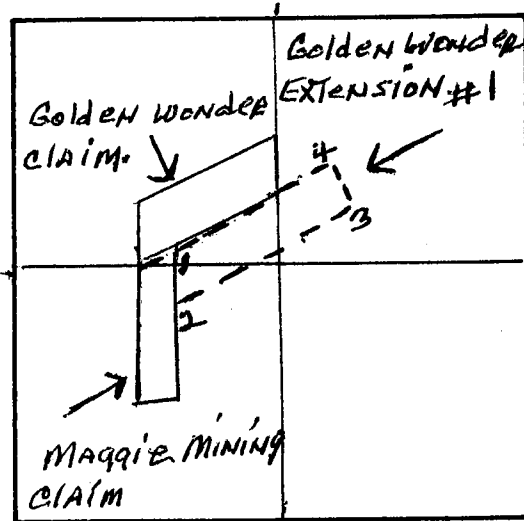 Golden Wonder
Extension #1
Golden Wonder
Claim.
4
3
1
2
Maggie Mining
Claim